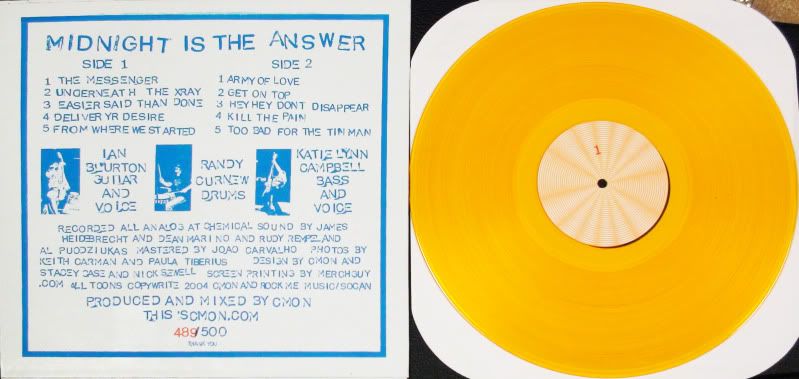 MIDNIGHT IS THE ANSWER
SIDE 1
1 THE MESSENGER
2 UNDERNEATH THE XRAY
3 EASIER SAID THAN DONE
4 DELIVER YR DESIRE
5 FROM WHERE WE STARTED
SIDE 2
1 ARMY OF LOVE
2 GET ON TOP
3 HEY HEY DONT DISAPPEAR
4 KILL THE PAIN
5 TOO BAD FOR THE TIN MAN
IAN
BLURTON
GUITAR
AND
VOICE
RANDY
CURNEW
DRUMS
KATIE LYNN
CAMPBELL
BASS
AND
VOICE
RECORDED ALL ANALOG AT CHEMICAL SOUND BY JAMES
HEIDEBRECHT AND DEAN MARINO AND RUDY REMPEL AND
AL PUODZIUKAS MASTERED BY JOAO CARVALHO PHOTOS BY
KEITH CARMAN AND PAULA TIBERIUS DESIGN BY CMON AND
STACEY CASE AND NICK SEWELL SCREEN PRINTING BY MERCHGUY
.COM ALL TOONS COPYWRITE 2004 CMON AND ROOK ME MUSIC/SOCAN
PRODUCED AND MIXED BY CMON
THIS'SCMON.COM
489/500
THANK YOU
1